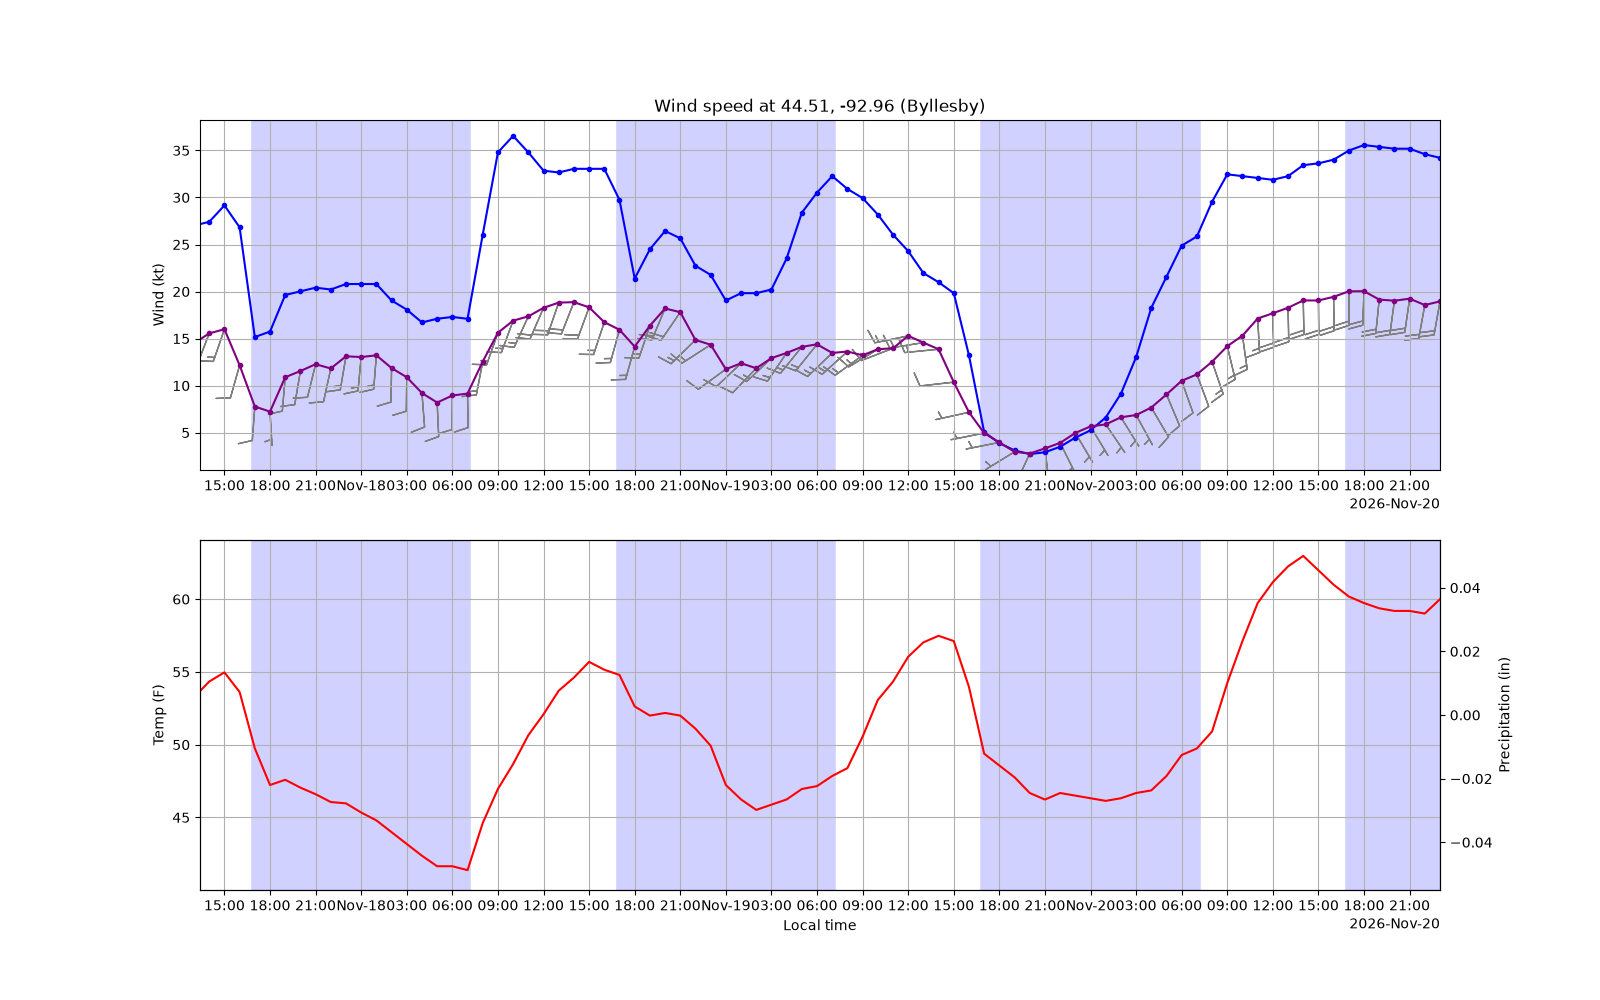 Wind speed at 44.51, -92.96 (Byllesby)
35
30
25
20
15
10
5
Wind (kt)
15:00 18:00 21:00 Nov-18 03:00 06:00 09:00 12:00 15:00 18:00 21:00 Nov-19 03:00 06:00 09:00 12:00 15:00 18:00 21:00 Nov-20 03:00 06:00 09:00 12:00 15:00 18:00 21:00
2026-Nov-20
60
55
50
45
Temp (F)
0.04
0.02
0.00
−0.02
−0.04
Precipitation (in)
15:00 18:00 21:00 Nov-18 03:00 06:00 09:00 12:00 15:00 18:00 21:00 Nov-19 03:00 06:00 09:00 12:00 15:00 18:00 21:00 Nov-20 03:00 06:00 09:00 12:00 15:00 18:00 21:00
Local time
2026-Nov-20